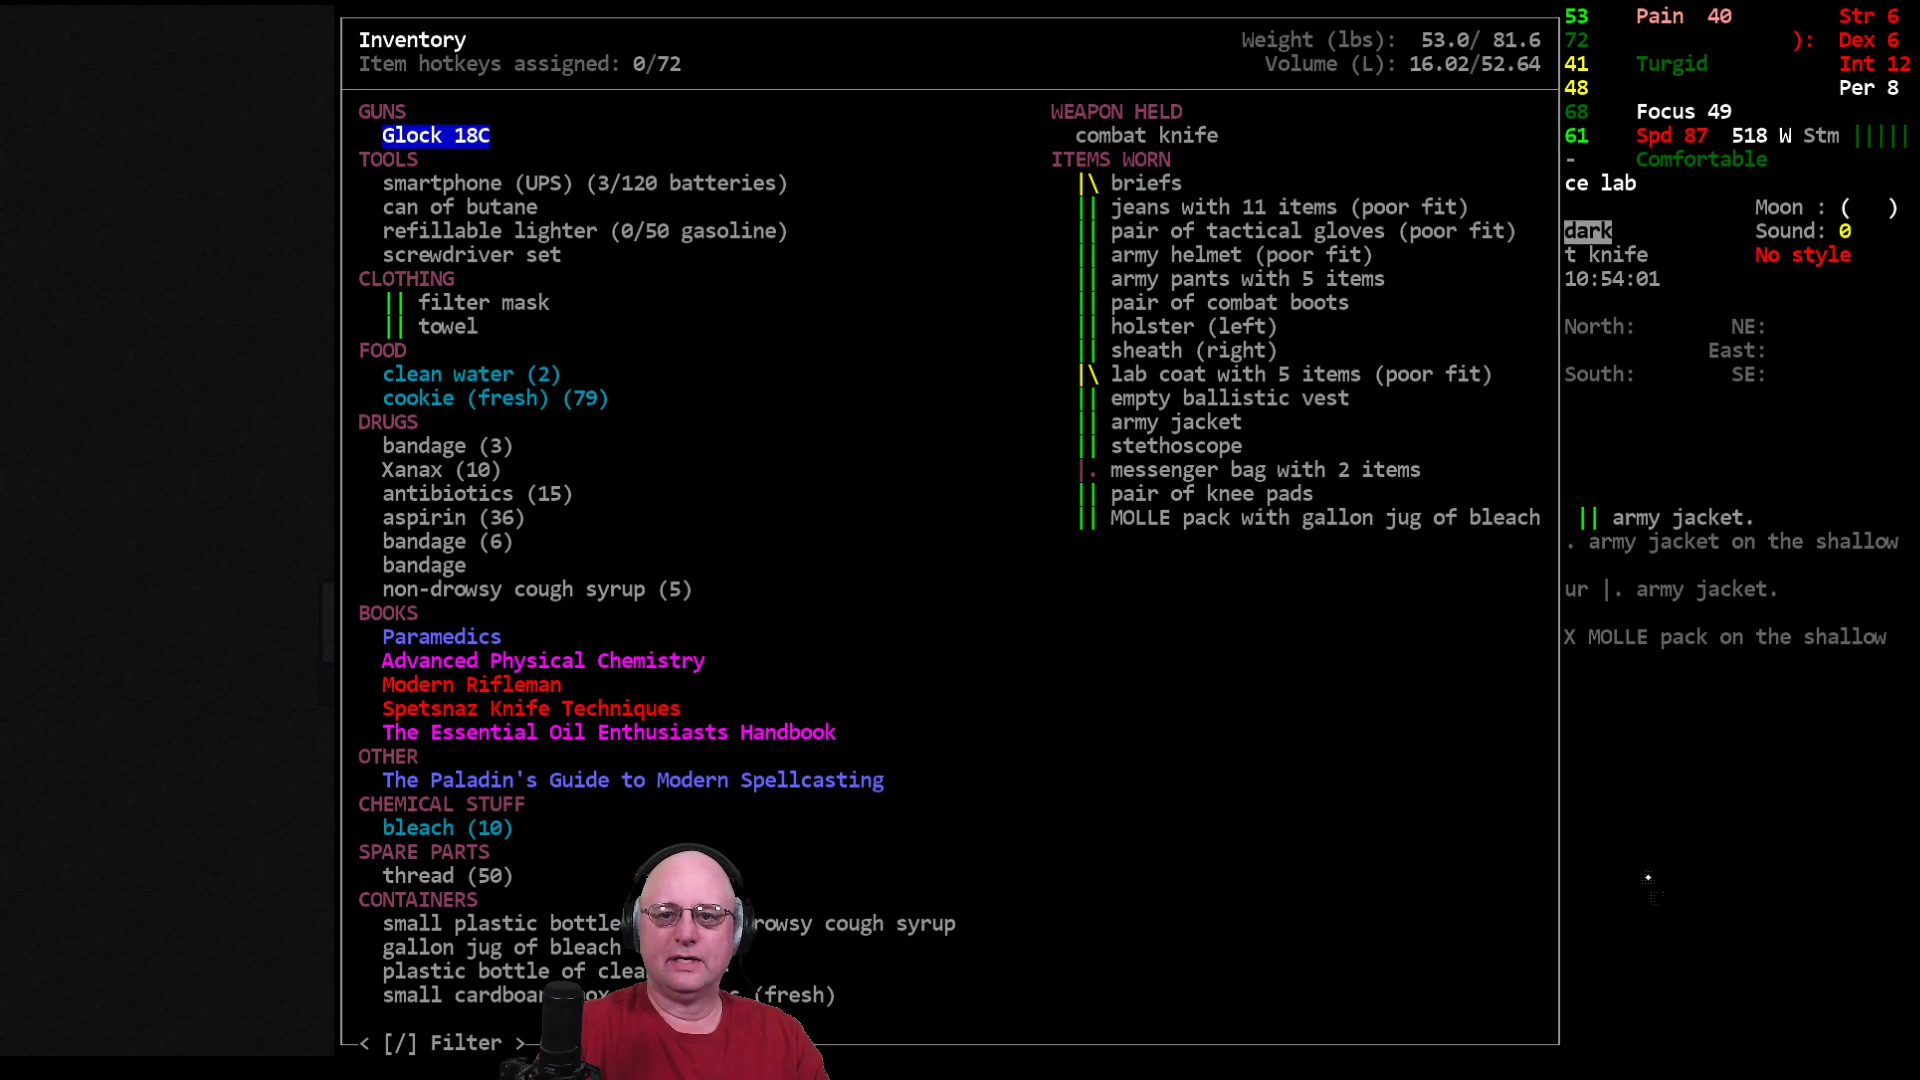 Inventory
Item hotkeys assigned: 0/72
Weight (lbs): 53.0/ 81.6
Volume (L): 16.02/52.64
GUNS
Glock 18C
TOOLS
smartphone (UPS) (3/120 batteries)
can of butane
refillable lighter (0/50 gasoline)
screwdriver set
CLOTHING
|| filter mask
|| towel
FOOD
clean water (2)
cookie (fresh) (79)
DRUGS
bandage (3)
Xanax (10)
antibiotics (15)
aspirin (36)
bandage (6)
bandage
non-drowsy cough syrup (5)
BOOKS
Paramedics
Advanced Physical Chemistry
Modern Rifleman
Spetsnaz Knife Techniques
The Essential Oil Enthusiasts Handbook
OTHER
The Paladin's Guide to Modern Spellcasting
CHEMICAL STUFF
bleach (10)
SPARE PARTS
thread (50)
CONTAINERS
small plastic bottle rowsy cough syrup
gallon jug of bleach
plastic bottle of clea
small cardboar ox s (fresh)
< [/] Filter >
WEAPON HELD
combat knife
ITEMS WORN
|\ briefs
|| jeans with 11 items (poor fit)
|| pair of tactical gloves (poor fit)
|| army helmet (poor fit)
|| army pants with 5 items
|| pair of combat boots
|| holster (left)
|| sheath (right)
|\ lab coat with 5 items (poor fit)
|| empty ballistic vest
|| army jacket
|| stethoscope
|. messenger bag with 2 items
|| pair of knee pads
|| MOLLE pack with gallon jug of bleach
53 Pain 40 Str 6
72 ): Dex 6
41 Turgid Int 12
48 Per 8
68 Focus 49
61 Spd 87 518 W Stm |||||
- Comfortable
ce lab
Moon : ( )
dark Sound: 0
t knife No style
10:54:01
North: NE:
East:
South: SE:
|| army jacket.
. army jacket on the shallow
ur |. army jacket.
X MOLLE pack on the shallow